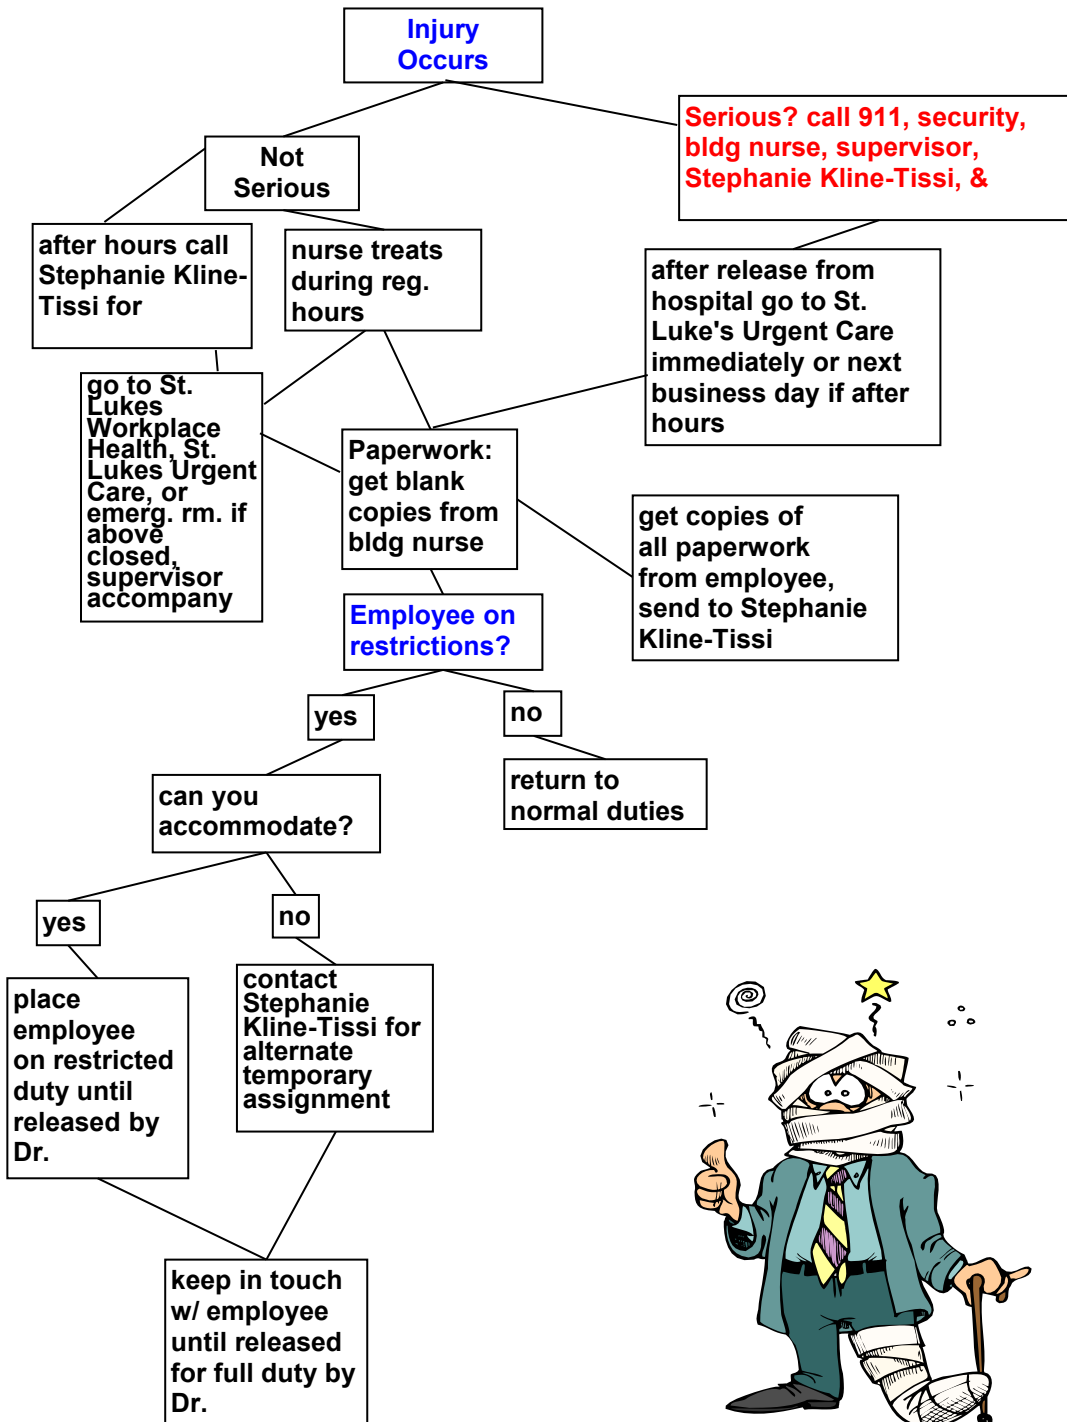 Injury
Occurs
Serious? call 911, security,
bldg nurse, supervisor,
Stephanie Kline-Tissi, &
Not
Serious
after hours call
Stephanie Kline-
Tissi for
nurse treats
during reg.
hours
after release from
hospital go to St.
Luke's Urgent Care
immediately or next
business day if after
hours
go to St.
Lukes
Workplace
Health, St.
Lukes Urgent
Care, or
emerg. rm. if
above
closed,
supervisor
accompany
Paperwork:
get blank
copies from
bldg nurse
get copies of
all paperwork
from employee,
send to Stephanie
Kline-Tissi
Employee on
restrictions?
yes
no
can you
accommodate?
return to
normal duties
yes
no
place
employee
on restricted
duty until
released by
Dr.
contact
Stephanie
Kline-Tissi for
alternate
temporary
assignment
keep in touch
w/ employee
until released
for full duty by
Dr.